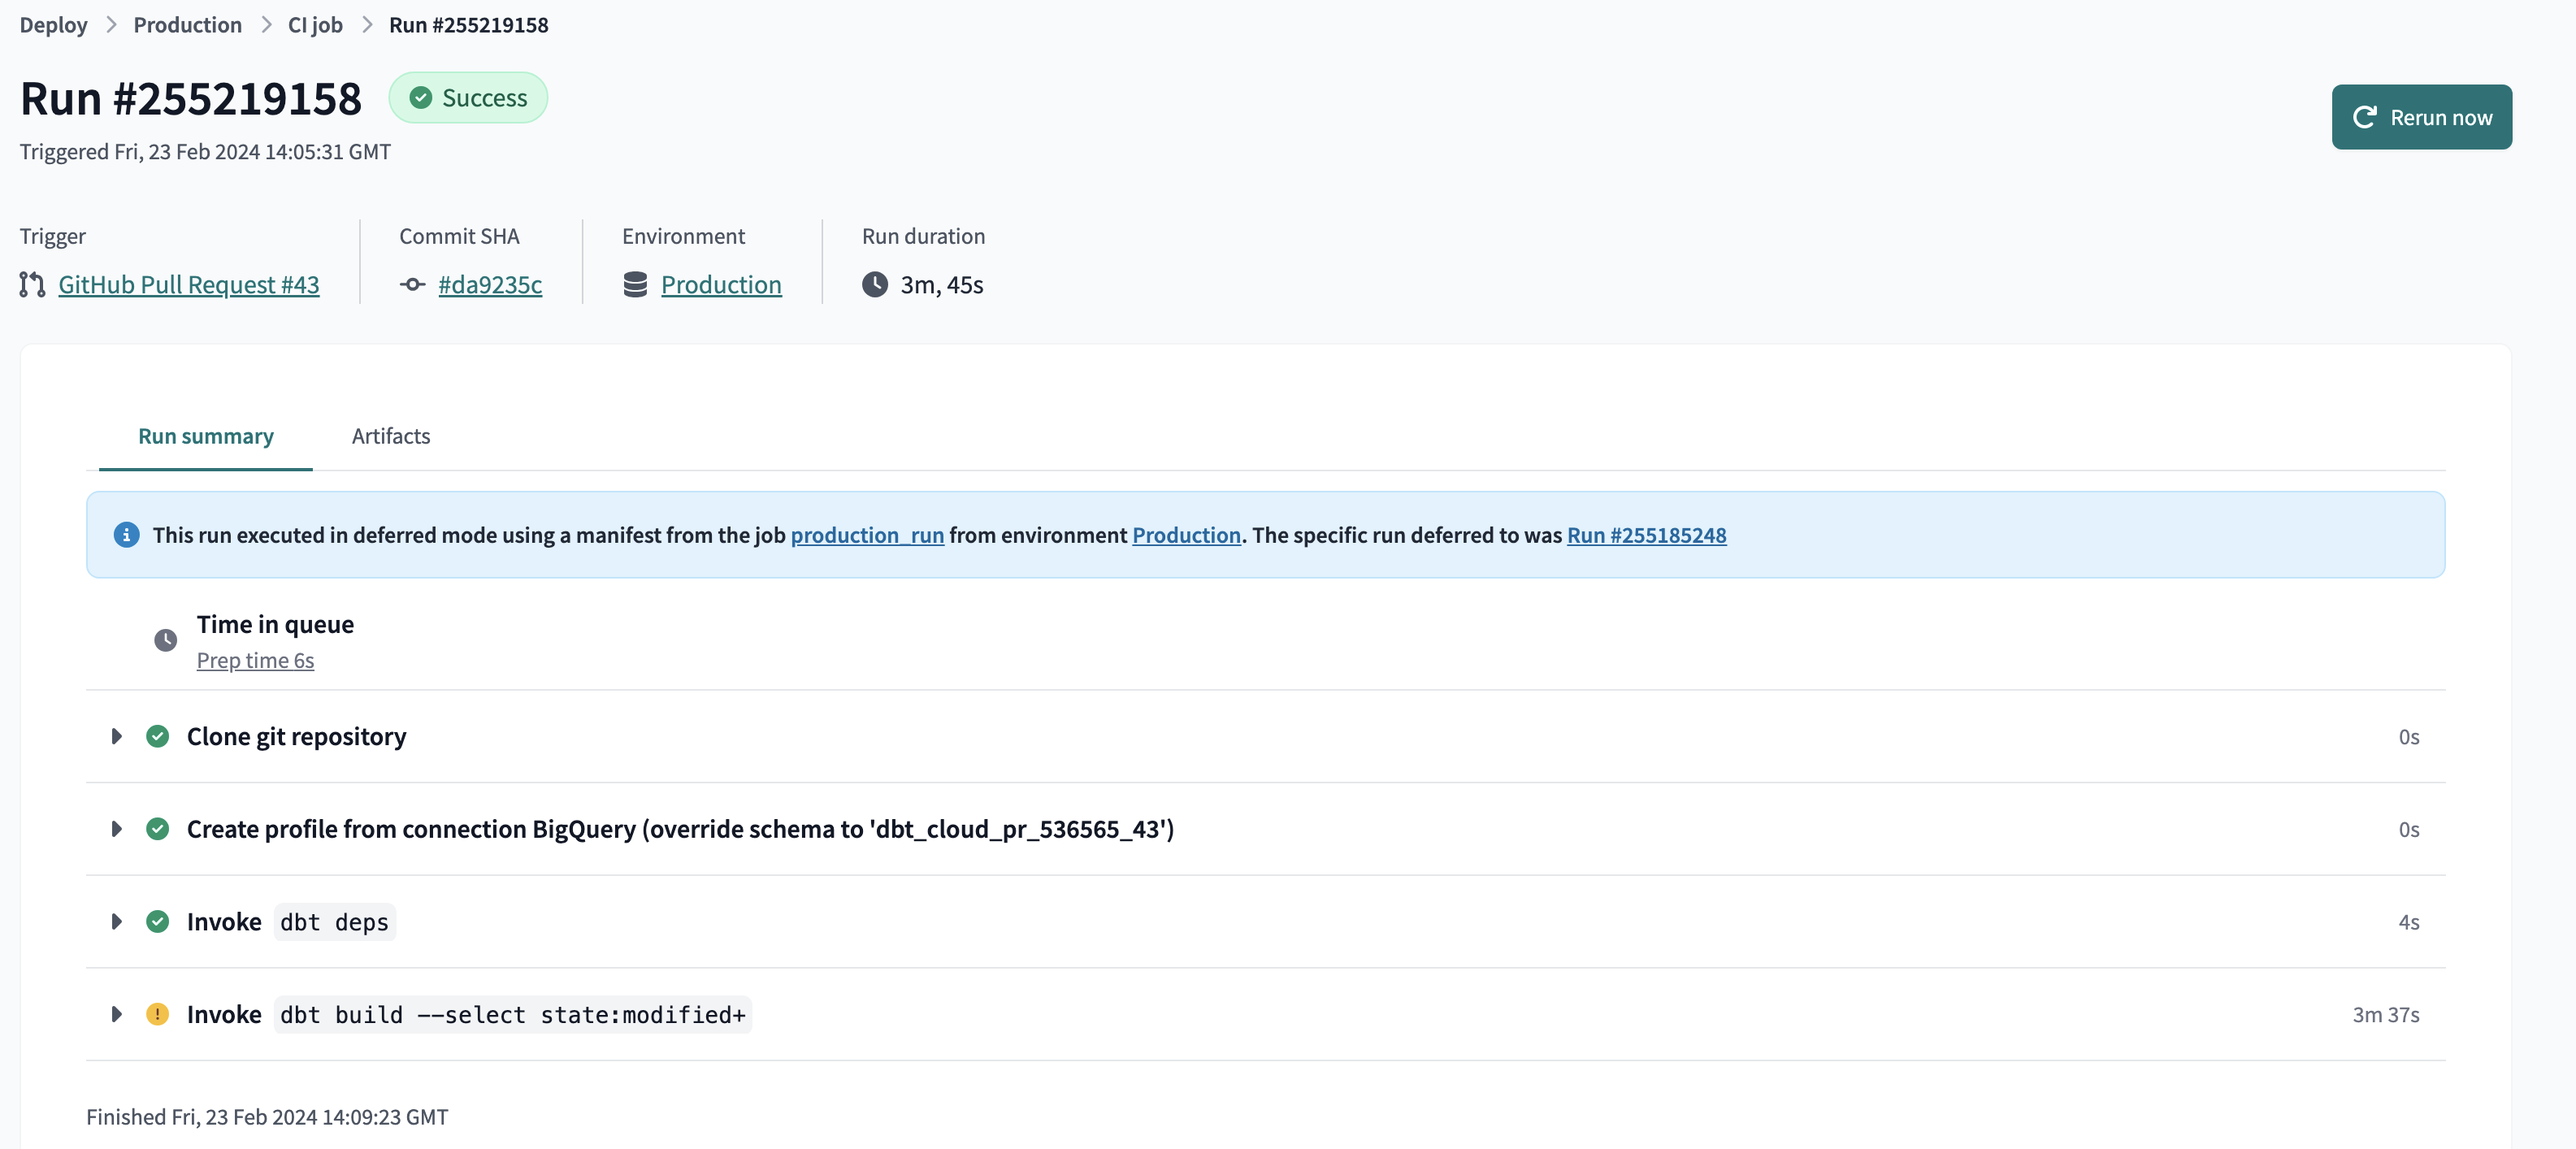 Deploy > Production > CI job > Run #255219158
Run #255219158 Success
Triggered Fri, 23 Feb 2024 14:05:31 GMT
Rerun now
Trigger
GitHub Pull Request #43
Commit SHA
#da9235c
Environment
Production
Run duration
3m, 45s
Run summary Artifacts
This run executed in deferred mode using a manifest from the job production_run from environment Production. The specific run deferred to was Run #255185248
Time in queue
Prep time 6s
Clone git repository 0s
Create profile from connection BigQuery (override schema to 'dbt_cloud_pr_536565_43') 0s
Invoke dbt deps 4s
Invoke dbt build --select state:modified+ 3m 37s
Finished Fri, 23 Feb 2024 14:09:23 GMT